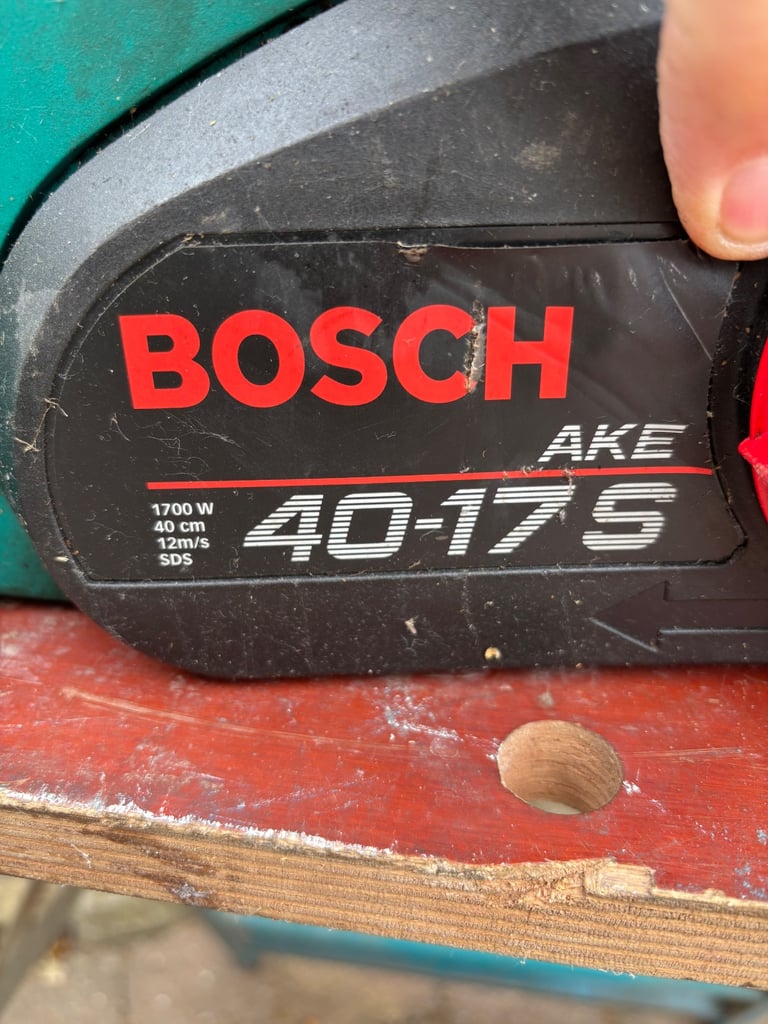 BOSCH
AKE
40-17 S
1700 W
40 cm
12m/s
SDS